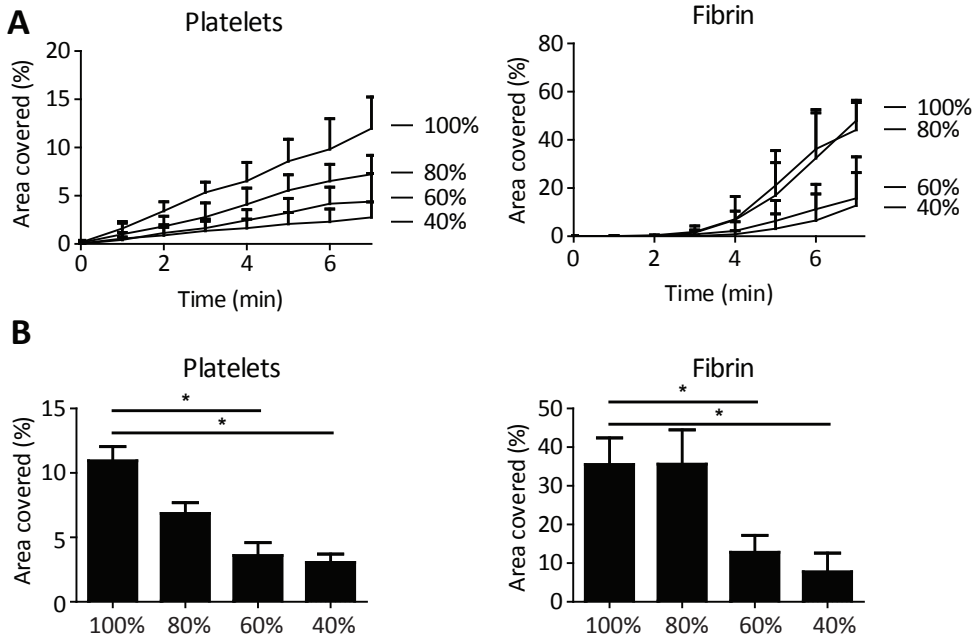 A
Platelets
Area covered (%)
20
15
10
5
0
0 2 4 6
Time (min)
100%
80%
60%
40%
Fibrin
Area covered (%)
80
60
40
20
0
0 2 4 6
Time (min)
100%
80%
60%
40%
B
Platelets
Area covered (%)
15
10
5
0
*
*
100% 80% 60% 40%
Fibrin
Area covered (%)
50
40
30
20
10
0
*
*
100% 80% 60% 40%